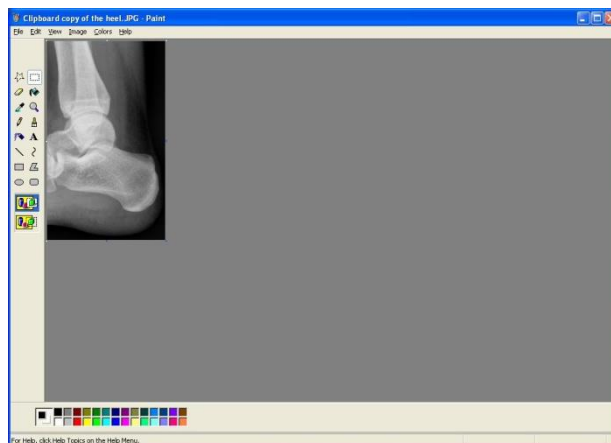 Clipboard copy of the heel.JPG - Paint
File Edit View Image Colors Help
A
For Help, click Help Topics on the Help Menu.